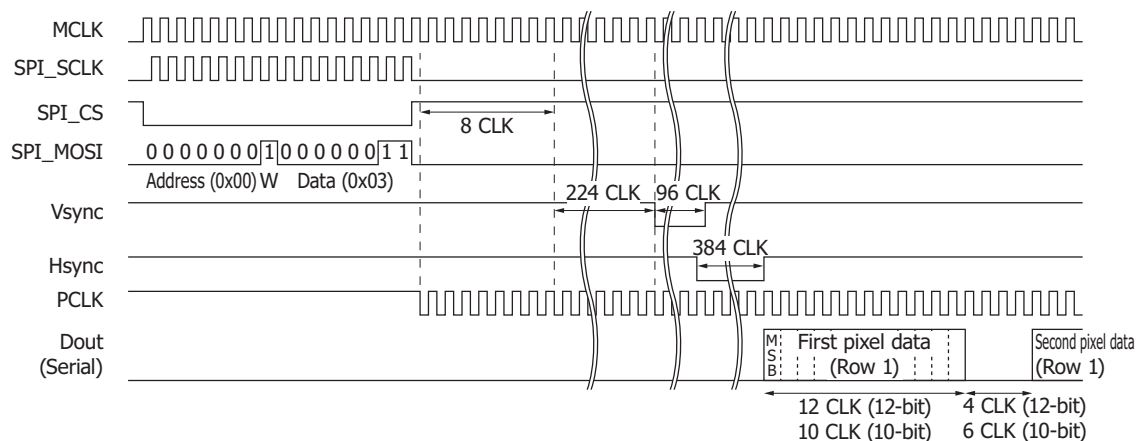 MCLK
SPI_SCLK
SPI_CS
8 CLK
SPI_MOSI 0 0 0 0 0 0 0 1 0 0 0 0 0 0 1 1
Address (0x00) W Data (0x03)
224 CLK 96 CLK
Vsync
384 CLK
Hsync
PCLK
Dout
(Serial)
MSB
First pixel data
(Row 1)
Second pixel data
(Row 1)
12 CLK (12-bit) 4 CLK (12-bit)
10 CLK (10-bit) 6 CLK (10-bit)